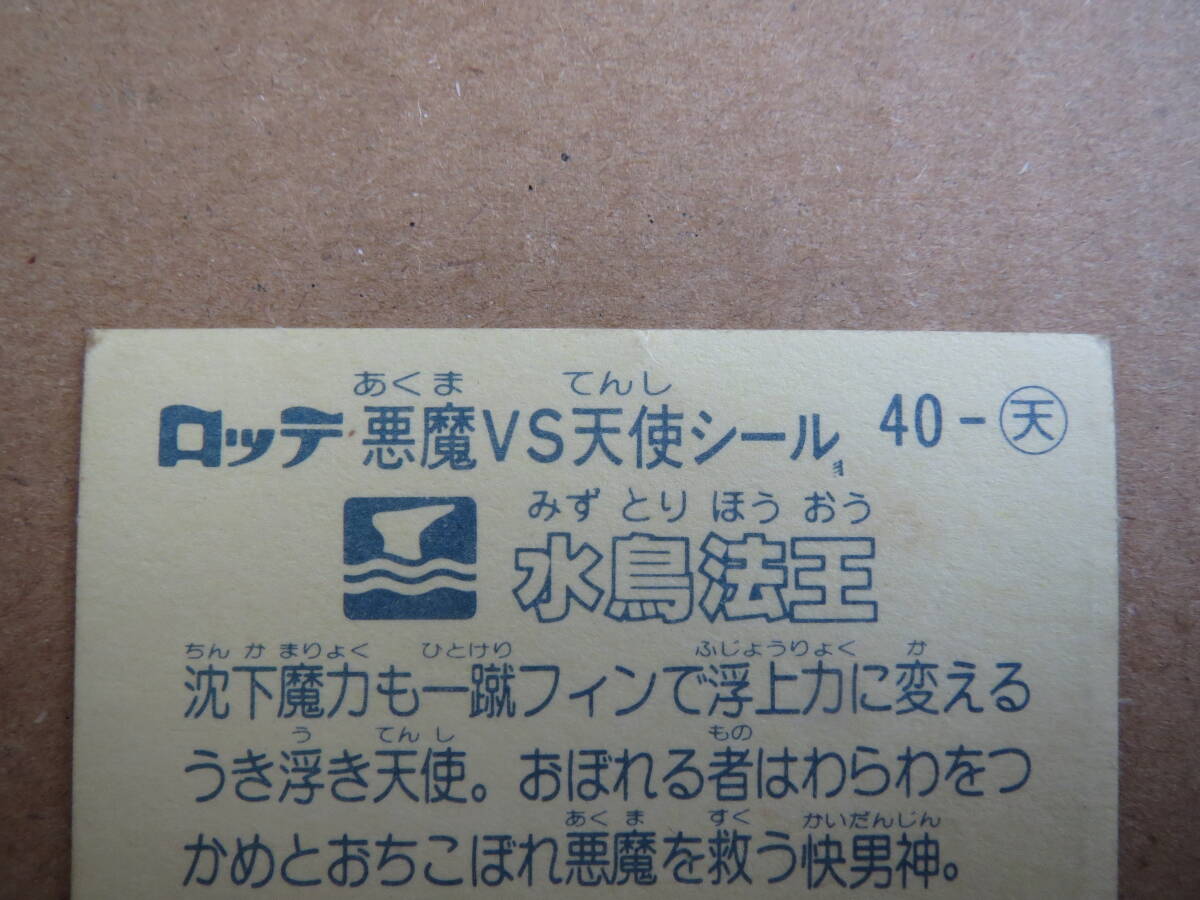 あくま てんし
ロッテ 悪魔VS天使シール 40-㊝天
みずとりほうおう
水鳥法王
ちんかまりょく ひとけり ふじょうりょく か
沈下魔力も一蹴フィンで浮上力に変える
う てんし もの
うき浮き天使。おぼれる者はわらわをつ
あくま すく かいだんじん
かめとおちこぼれ悪魔を救う快男神。